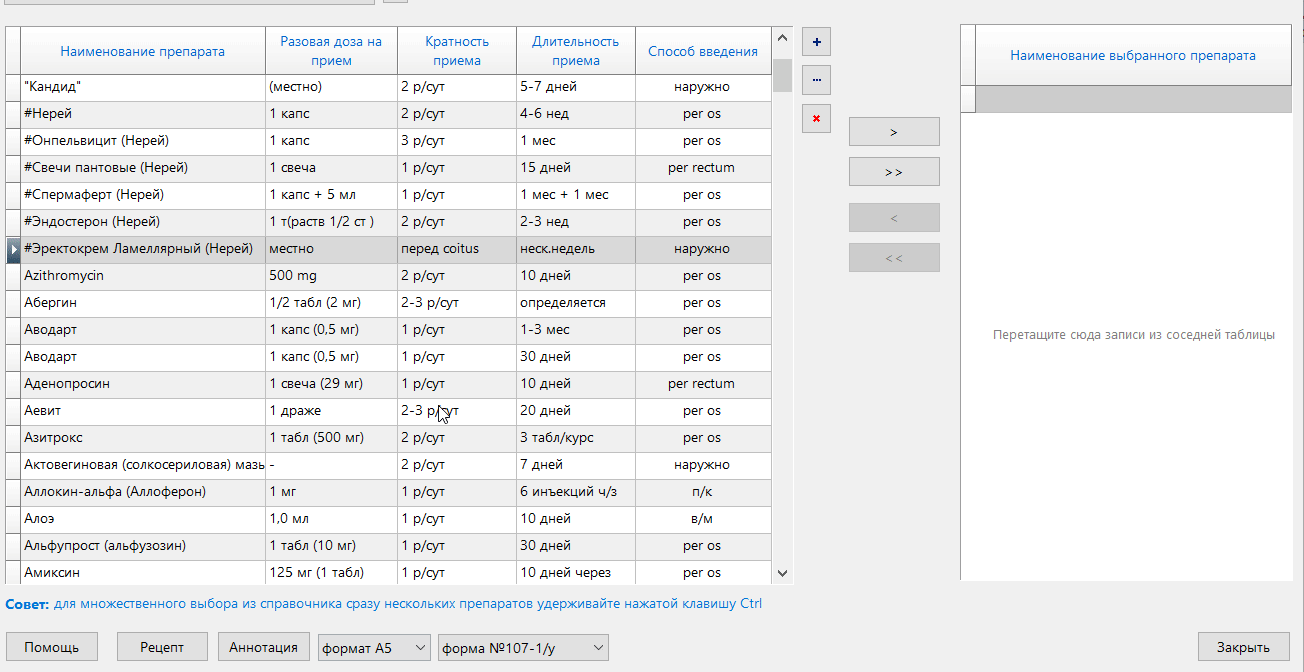 Наименование препарата Разовая доза на прием Кратность приема Длительность приема Способ введения
"Кандид" (местно) 2 р/сут 5-7 дней наружно
#Нерей 1 капс 2 р/сут 4-6 нед per os
#Онпельвицит (Нерей) 1 капс 3 р/сут 1 мес per os
#Свечи пантовые (Нерей) 1 свеча 1 р/сут 15 дней per rectum
#Спермаферт (Нерей) 1 капс + 5 мл 1 р/сут 1 мес + 1 мес per os
#Эндостерон (Нерей) 1 т(раств 1/2 ст ) 2 р/сут 2-3 нед per os
#Эректокрем Ламеллярный (Нерей) местно перед coitus неск.недель наружно
Azithromycin 500 mg 2 р/сут 10 дней per os
Абергин 1/2 табл (2 мг) 2-3 р/сут определяется per os
Аводарт 1 капс (0,5 мг) 1 р/сут 1-3 мес per os
Аводарт 1 капс (0,5 мг) 1 р/сут 30 дней per os
Аденопросин 1 свеча (29 мг) 1 р/сут 10 дней per rectum
Аевит 1 драже 2-3 р/сут 20 дней per os
Азитрокс 1 табл (500 мг) 2 р/сут 3 табл/курс per os
Актовегиновая (солкосериловая) мазь - 2 р/сут 7 дней наружно
Аллокин-альфа (Аллоферон) 1 мг 1 р/сут 6 инъекций ч/з п/к
Алоэ 1,0 мл 1 р/сут 10 дней в/м
Альфупрост (альфузозин) 1 табл (10 мг) 1 р/сут 30 дней per os
Амиксин 125 мг (1 табл) 1 р/сут 10 дней через per os
+
...
×
>
>>
<
<<
Наименование выбранного препарата
Перетащите сюда записи из соседней таблицы
Совет: для множественного выбора из справочника сразу нескольких препаратов удерживайте нажатой клавишу Ctrl
Помощь Рецепт Аннотация формат А5 форма №107-1/у Закрыть